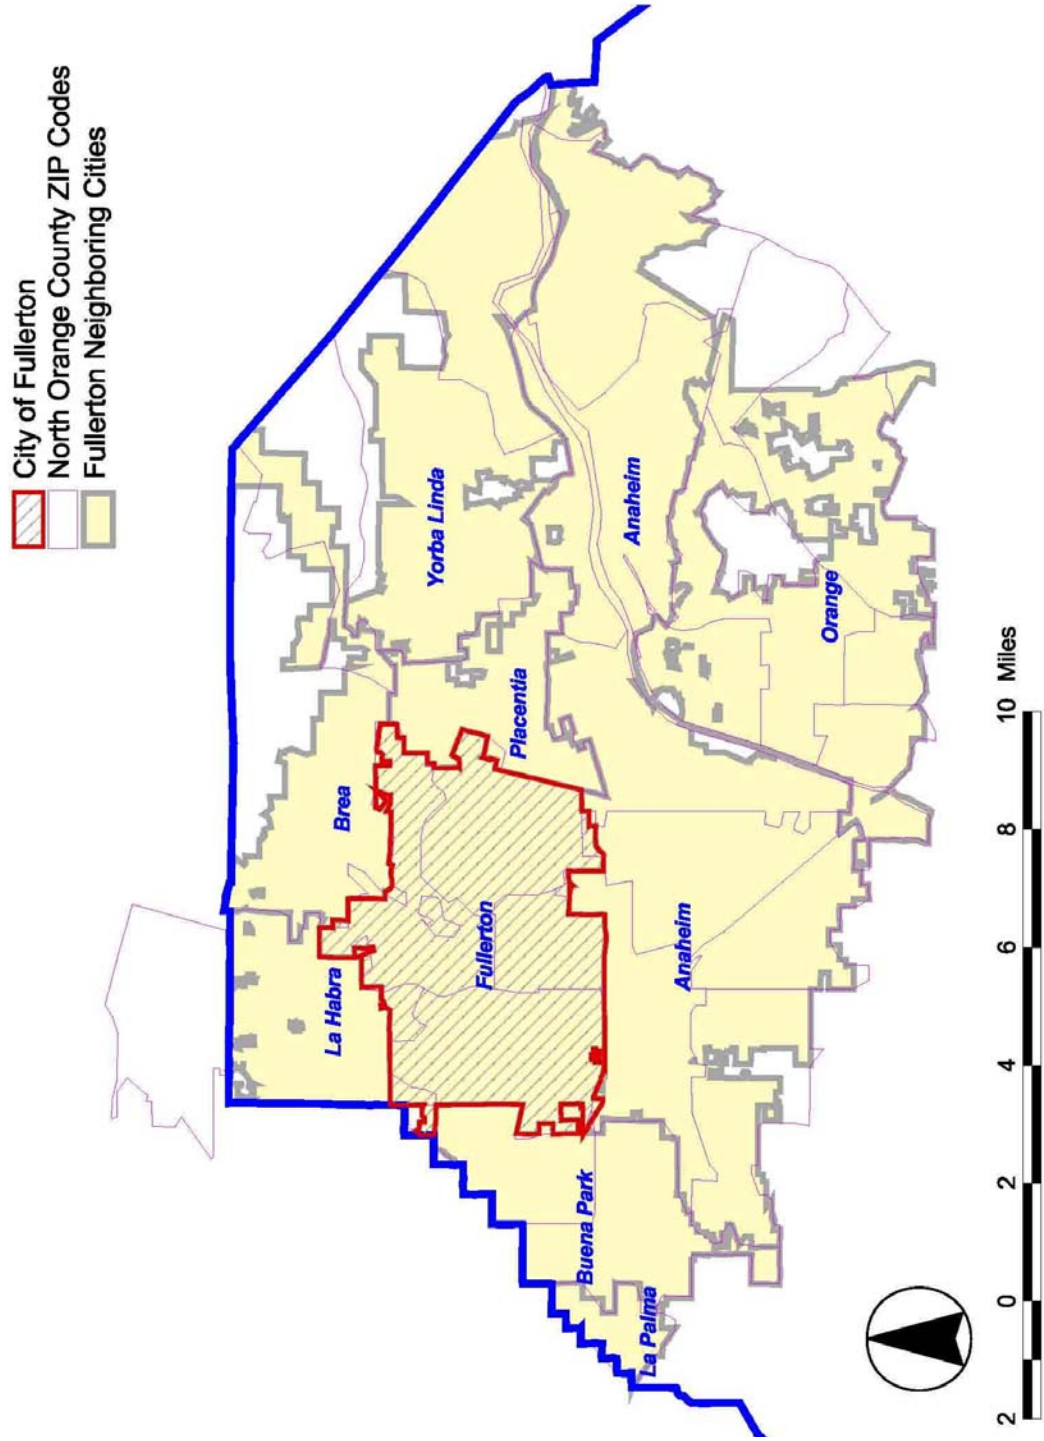 City of Fullerton
North Orange County ZIP Codes
Fullerton Neighboring Cities
La Habra
Brea
Yorba Linda
Fullerton
Placentia
Buena Park
La Palma
Anaheim
Anaheim
Orange
2 0 2 4 6 8 10 Miles